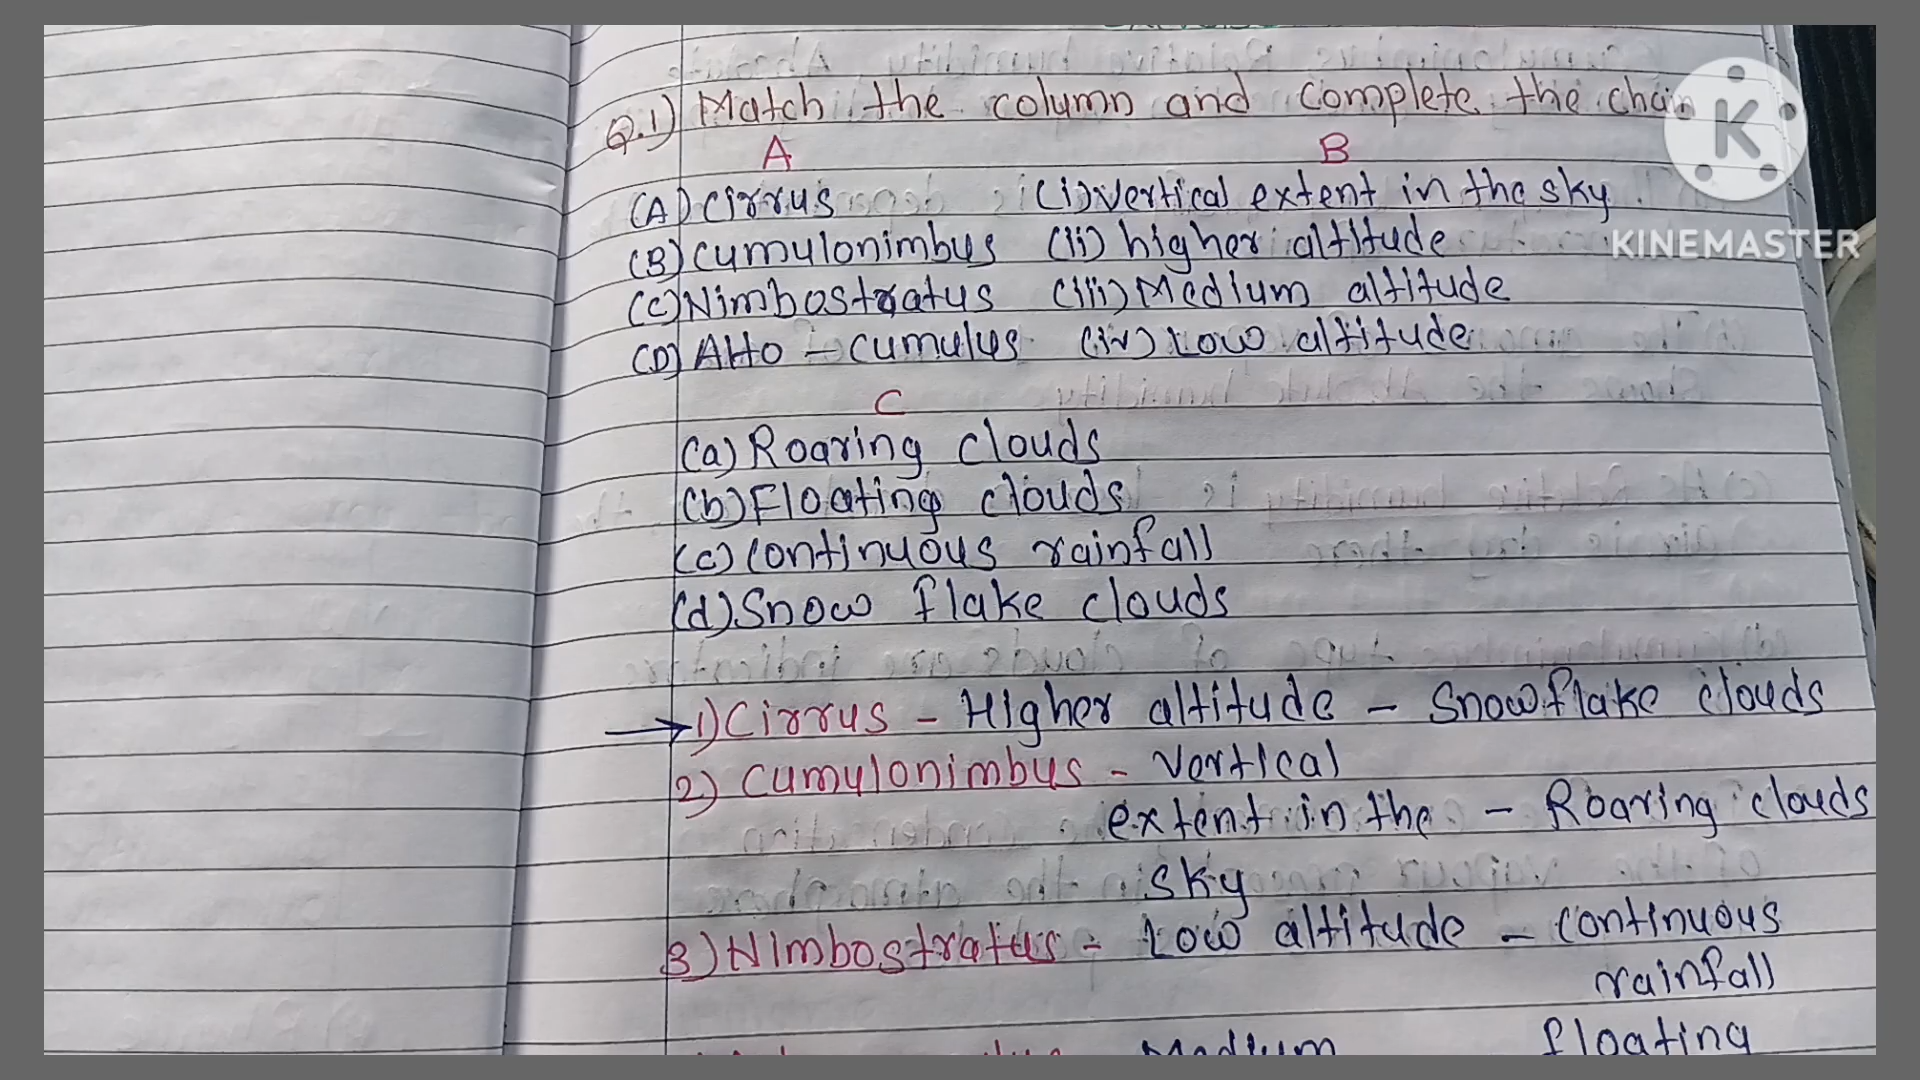 Q.1) Match the column and complete the chain
A B
(A) Cirrus (i) Vertical extent in the sky
(B) Cumulonimbus (ii) higher altitude
(C) Nimbostratus (iii) Medium altitude
(D) Alto - cumulus (iv) Low altitude
C
(a) Roaring clouds
(b) Floating clouds
(c) Continuous rainfall
(d) Snow flake clouds
→ 1) Cirrus - Higher altitude - Snowflake clouds
2) Cumulonimbus - Vertical
extent in the - Roaring clouds
sky
3) Nimbostratus - Low altitude - Continuous
rainfall
Medium floating
K
KINEMASTER